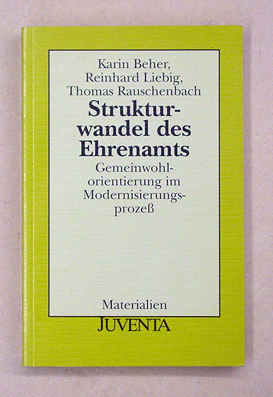 Karin Beher,
Reinhard Liebig,
Thomas Rauschenbach
Struktur-
wandel des
Ehrenamts
Gemeinwohl-
orientierung im
Modernisierungs-
prozeß
Materialien
JUVENTA